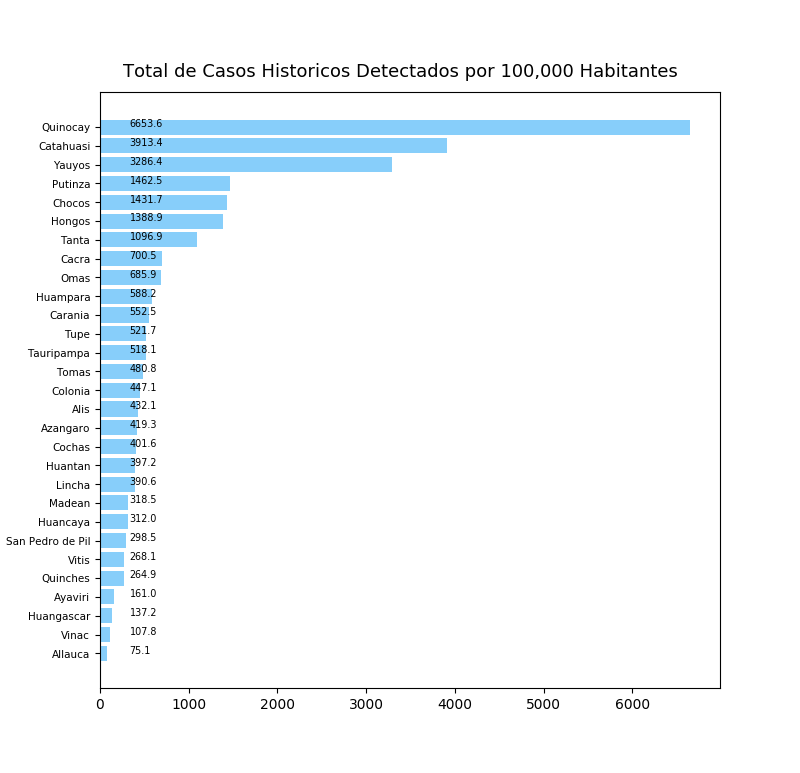 Total de Casos Historicos Detectados por 100,000 Habitantes
Quinocay 6653.6
Catahuasi 3913.4
Yauyos 3286.4
Putinza 1462.5
Chocos 1431.7
Hongos 1388.9
Tanta 1096.9
Cacra 700.5
Omas 685.9
Huampara 588.2
Carania 552.5
Tupe 521.7
Tauripampa 518.1
Tomas 480.8
Colonia 447.1
Alis 432.1
Azangaro 419.3
Cochas 401.6
Huantan 397.2
Lincha 390.6
Madean 318.5
Huancaya 312.0
San Pedro de Pil 298.5
Vitis 268.1
Quinches 264.9
Ayaviri 161.0
Huangascar 137.2
Vinac 107.8
Allauca 75.1
0 1000 2000 3000 4000 5000 6000